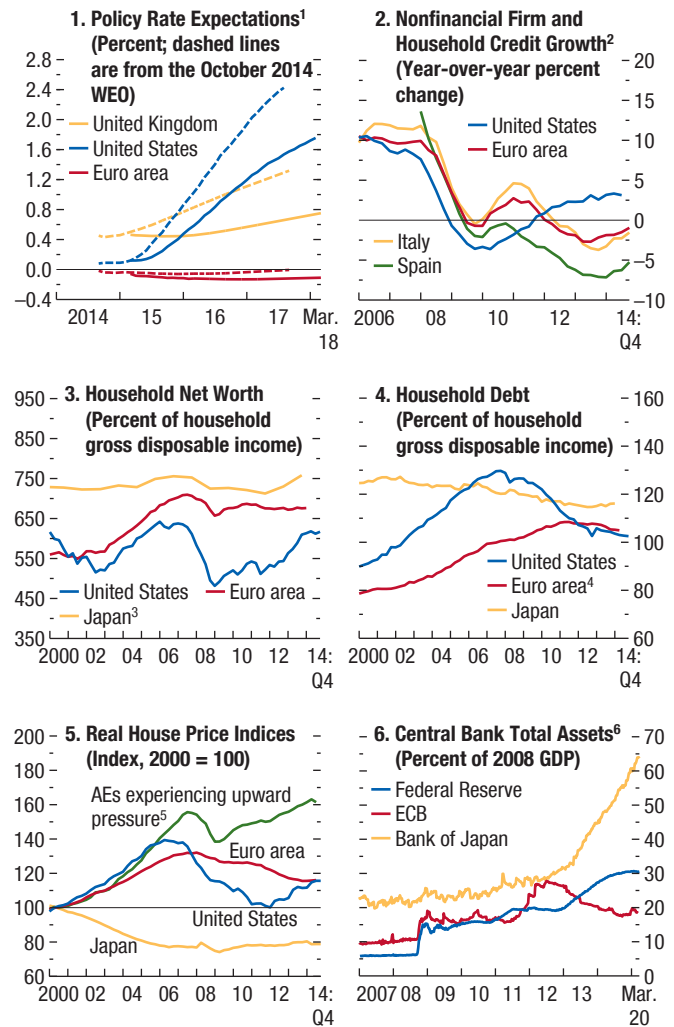 1. Policy Rate Expectations¹
(Percent; dashed lines
are from the October 2014
WEO)
2.8
2.4
2.0
1.6
1.2
0.8
0.4
0.0
–0.4
United Kingdom
United States
Euro area
2014 15 16 17 Mar.
18
2. Nonfinancial Firm and
Household Credit Growth²
(Year-over-year percent
change)
20
15
10
5
0
–5
–10
United States
Euro area
Italy
Spain
2006 08 10 12 14:
Q4
3. Household Net Worth
(Percent of household
gross disposable income)
950
850
750
650
550
450
350
United States
Euro area
Japan³
2000 02 04 06 08 10 12 14:
Q4
4. Household Debt
(Percent of household
gross disposable income)
160
140
120
100
80
60
United States
Euro area⁴
Japan
2000 02 04 06 08 10 12 14:
Q4
5. Real House Price Indices
(Index, 2000 = 100)
200
180
160
140
120
100
80
60
AEs experiencing upward
pressure⁵
Euro area
United States
Japan
2000 02 04 06 08 10 12 14:
Q4
6. Central Bank Total Assets⁶
(Percent of 2008 GDP)
70
60
50
40
30
20
10
0
Federal Reserve
ECB
Bank of Japan
2007 08 09 10 11 12 13 Mar.
20